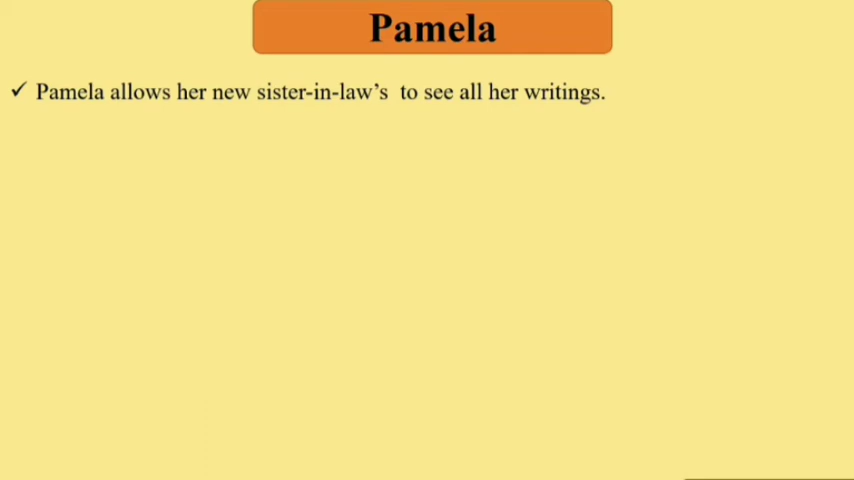 Pamela
✓ Pamela allows her new sister-in-law’s to see all her writings.